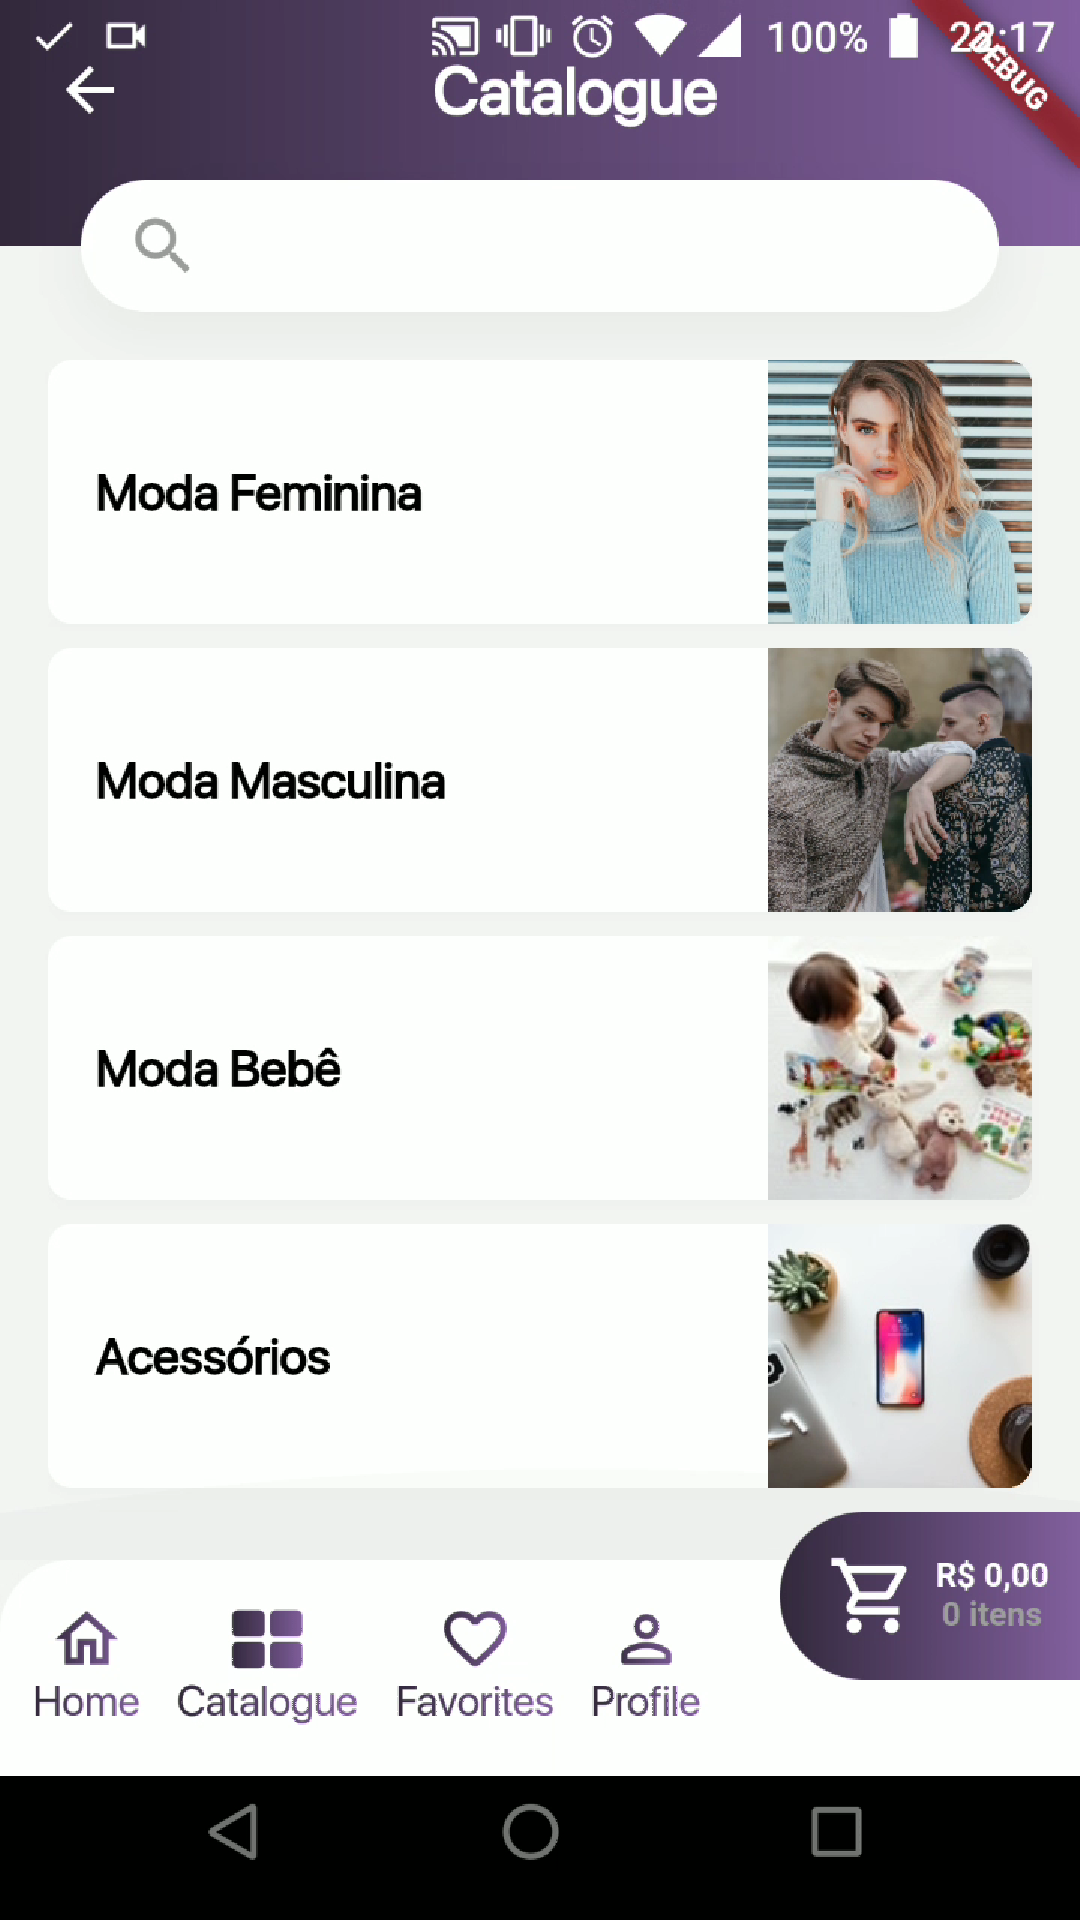 100% 22:17
DEBUG
Catalogue
Moda Feminina
Moda Masculina
Moda Bebê
Acessórios
R$ 0,00
0 itens
Home Catalogue Favorites Profile